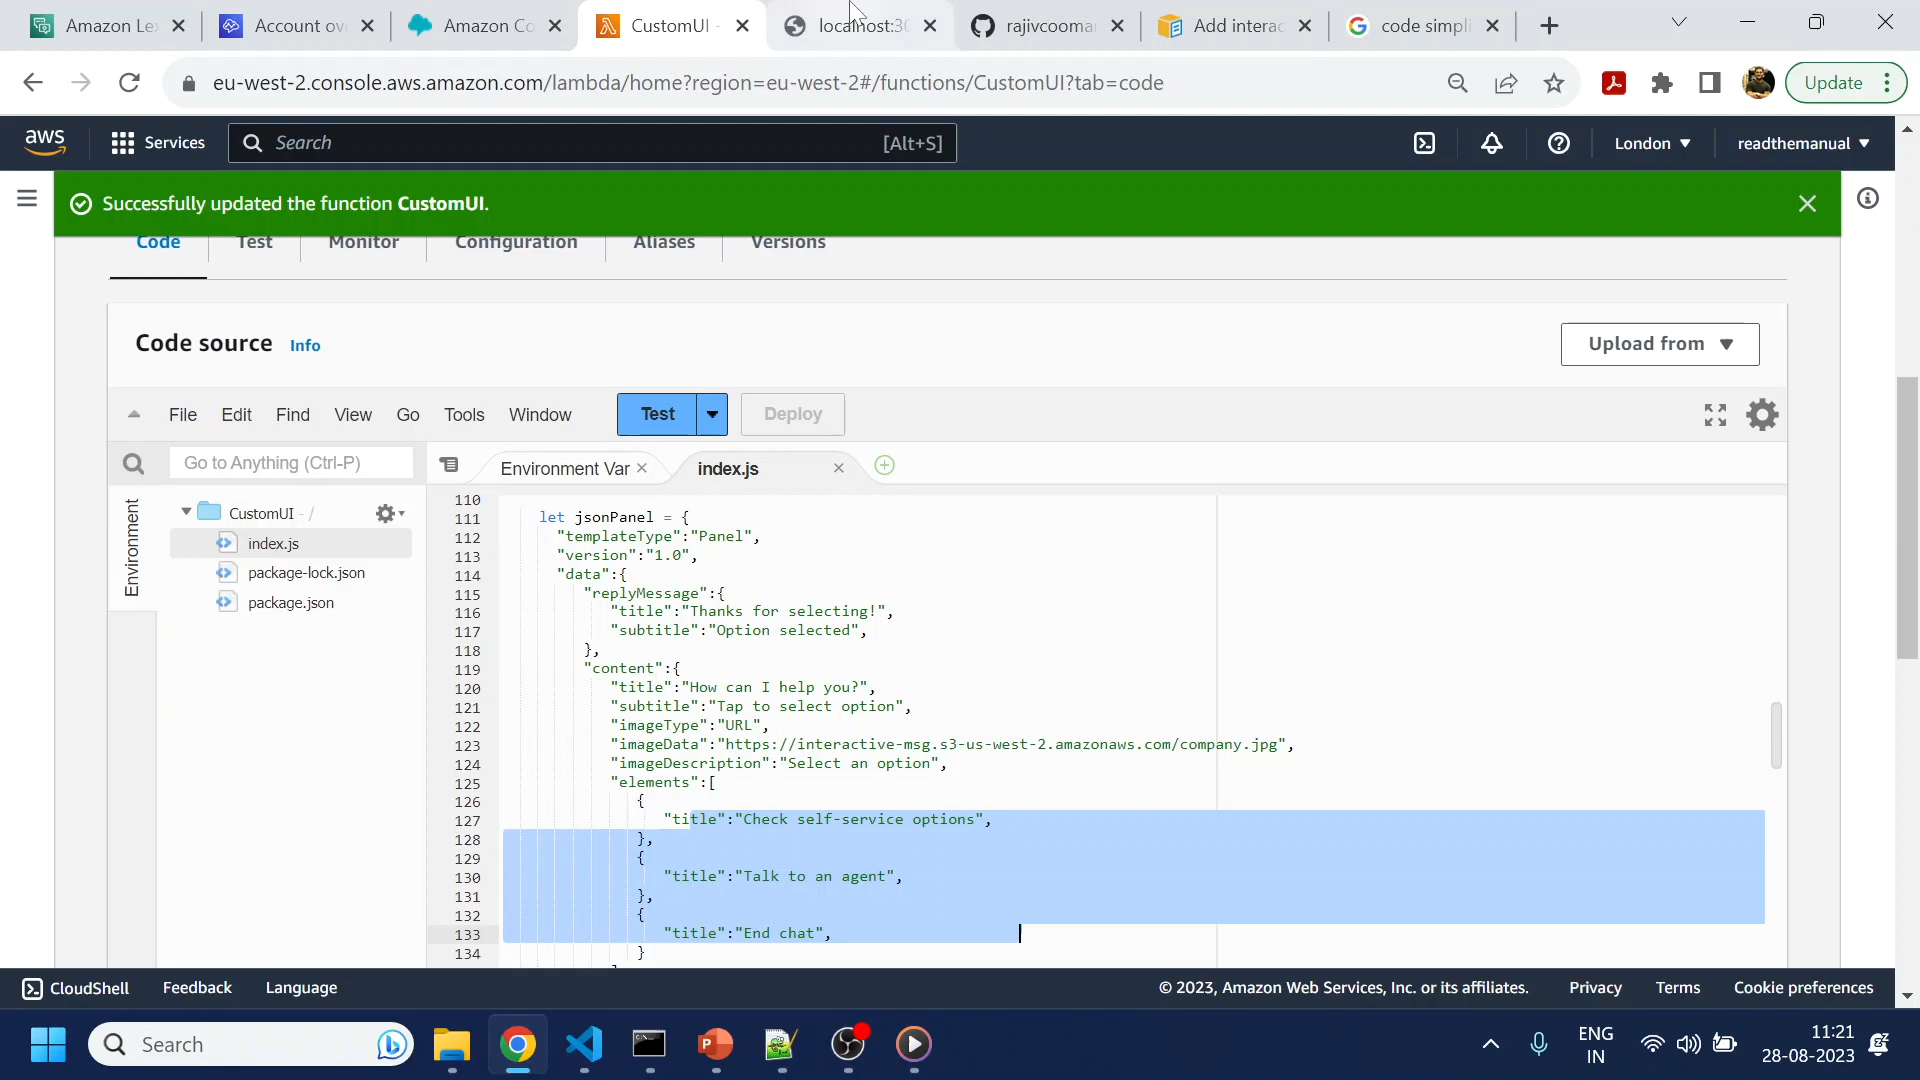 Amazon Le
Account ov
Amazon Co
CustomUI -
localhost:30
rajivcoomar
Add interac
code simpli
eu-west-2.console.aws.amazon.com/lambda/home?region=eu-west-2#/functions/CustomUI?tab=code
Update
aws
Services
Search
[Alt+S]
London
readthemanual
Successfully updated the function CustomUI.
Code
Test
Monitor
Configuration
Aliases
Versions
Code source
Info
Upload from
File
Edit
Find
View
Go
Tools
Window
Test
Deploy
Go to Anything (Ctrl-P)
Environment Var
index.js
Environment
CustomUI - /
index.js
package-lock.json
package.json
110
111 let jsonPanel = {
112 "templateType":"Panel",
113 "version":"1.0",
114 "data":{
115 "replyMessage":{
116 "title":"Thanks for selecting!",
117 "subtitle":"Option selected",
118 },
119 "content":{
120 "title":"How can I help you?",
121 "subtitle":"Tap to select option",
122 "imageType":"URL",
123 "imageData":"https://interactive-msg.s3-us-west-2.amazonaws.com/company.jpg",
124 "imageDescription":"Select an option",
125 "elements":[
126 {
127 "title":"Check self-service options",
128 },
129 {
130 "title":"Talk to an agent",
131 },
132 {
133 "title":"End chat",
134 }
CloudShell
Feedback
Language
© 2023, Amazon Web Services, Inc. or its affiliates.
Privacy
Terms
Cookie preferences
Search
ENG
IN
11:21
28-08-2023